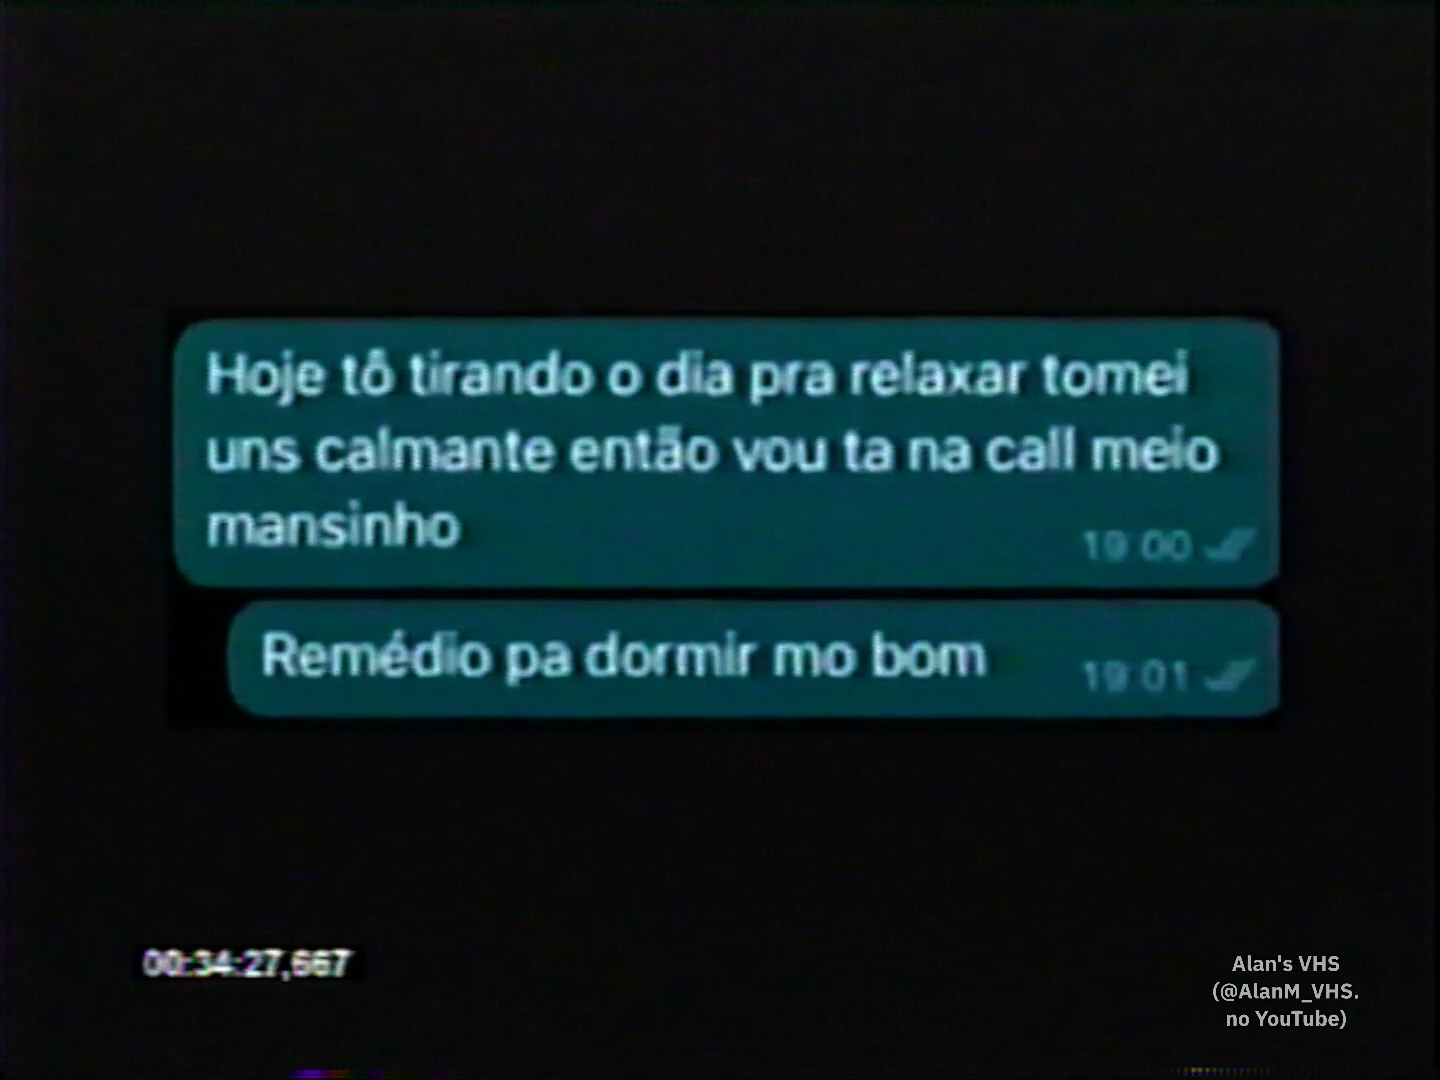 Hoje tô tirando o dia pra relaxar tomei
uns calmante então vou ta na call meio
mansinho
19:00
Remédio pa dormir mo bom
19:01
00:34:27,667
Alan's VHS
(@AlanM_VHS.
no YouTube)